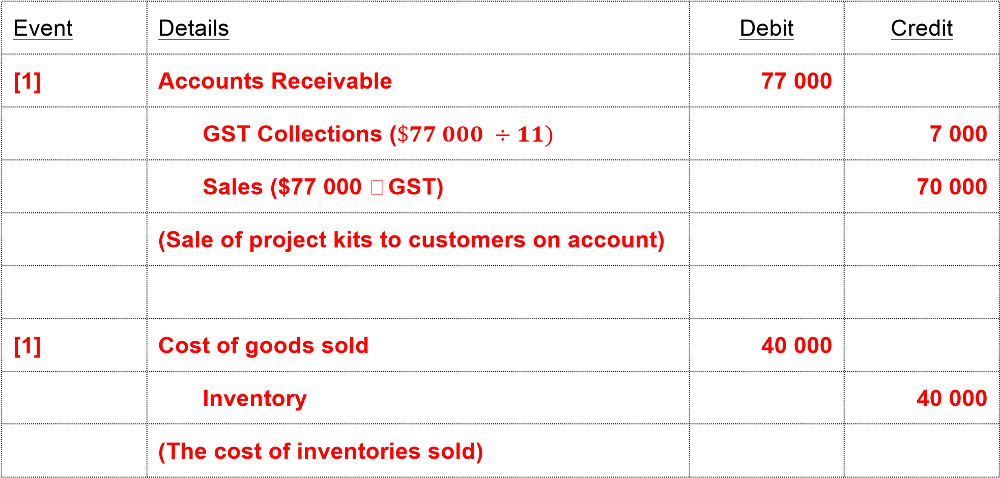 Event Details Debit Credit
[1] Accounts Receivable 77 000
GST Collections ($77 000 ÷ 11) 7 000
Sales ($77 000 □ GST) 70 000
(Sale of project kits to customers on account)
[1] Cost of goods sold 40 000
Inventory 40 000
(The cost of inventories sold)